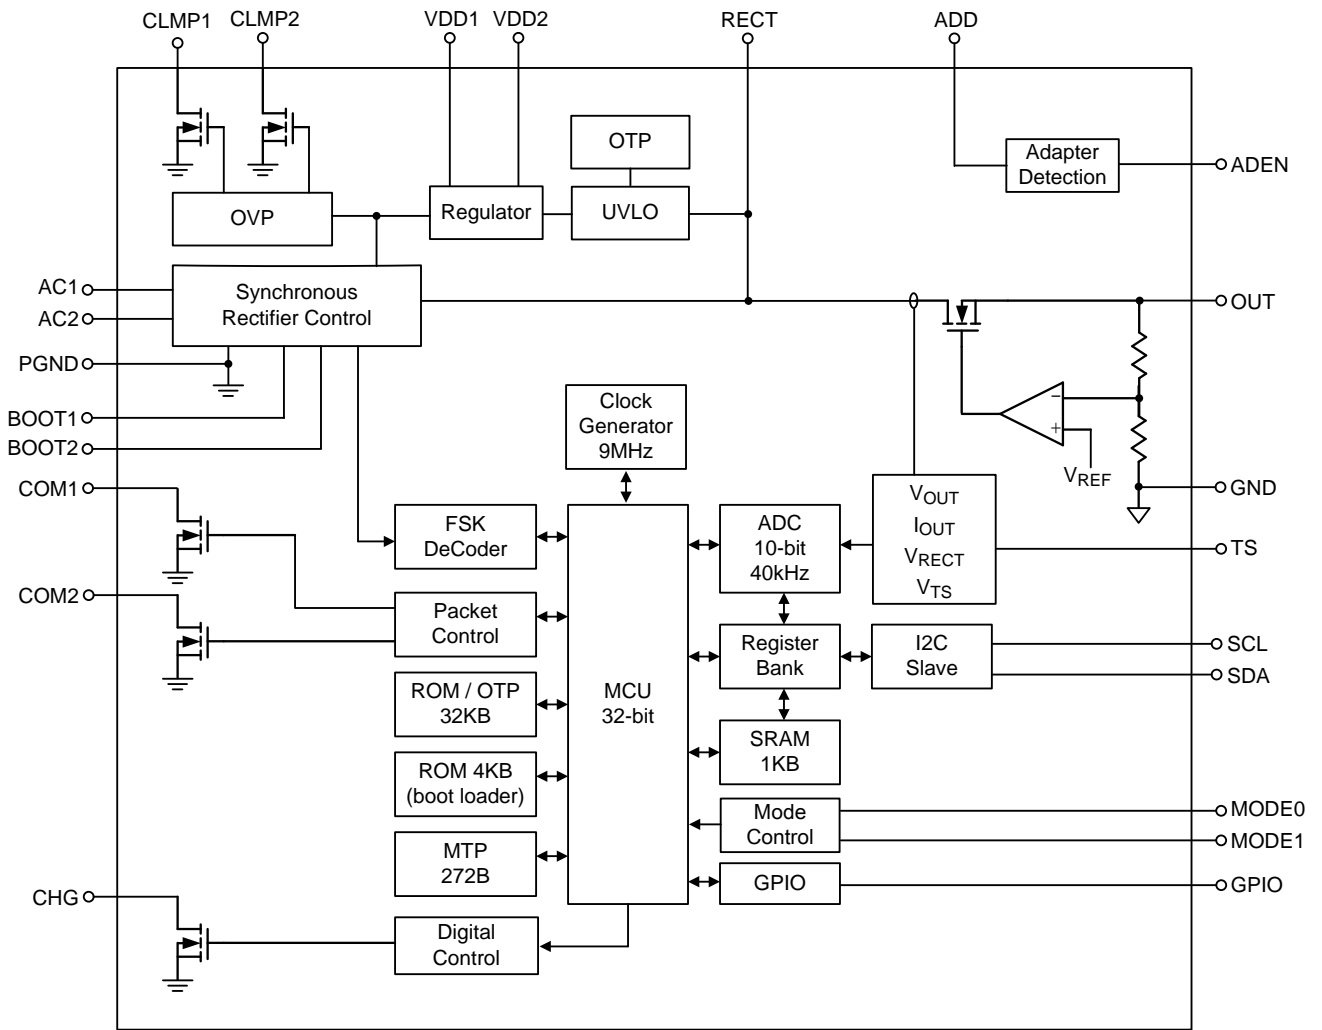 CLMP1
CLMP2
VDD1
VDD2
RECT
ADD
OTP
Adapter
Detection
ADEN
OVP
Regulator
UVLO
AC1
AC2
Synchronous
Rectifier Control
OUT
PGND
BOOT1
BOOT2
Clock
Generator
9MHz
−
+
VREF
COM1
GND
FSK
DeCoder
ADC
10-bit
40kHz
VOUT
IOUT
VRECT
VTS
TS
COM2
Packet
Control
Register
Bank
I2C
Slave
SCL
SDA
ROM / OTP
32KB
MCU
32-bit
SRAM
1KB
ROM 4KB
(boot loader)
Mode
Control
MODE0
MODE1
MTP
272B
GPIO
GPIO
CHG
Digital
Control